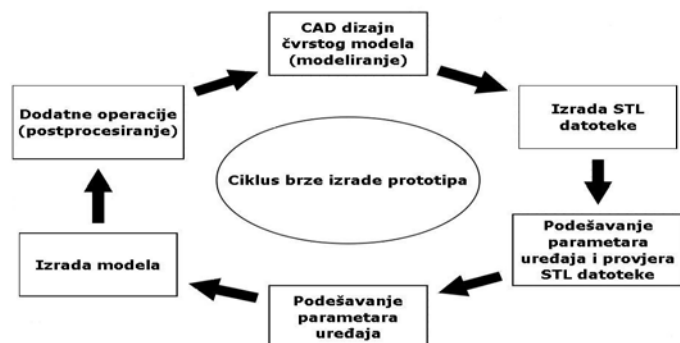 CAD dizajn
čvrstog modela
(modeliranje)
Izrada STL
datoteke
Podešavanje
parametara
uređaja i provjera
STL datoteke
Podešavanje
parametara
uređaja
Izrada modela
Dodatne operacije
(postprocesiranje)
Ciklus brze izrade prototipa